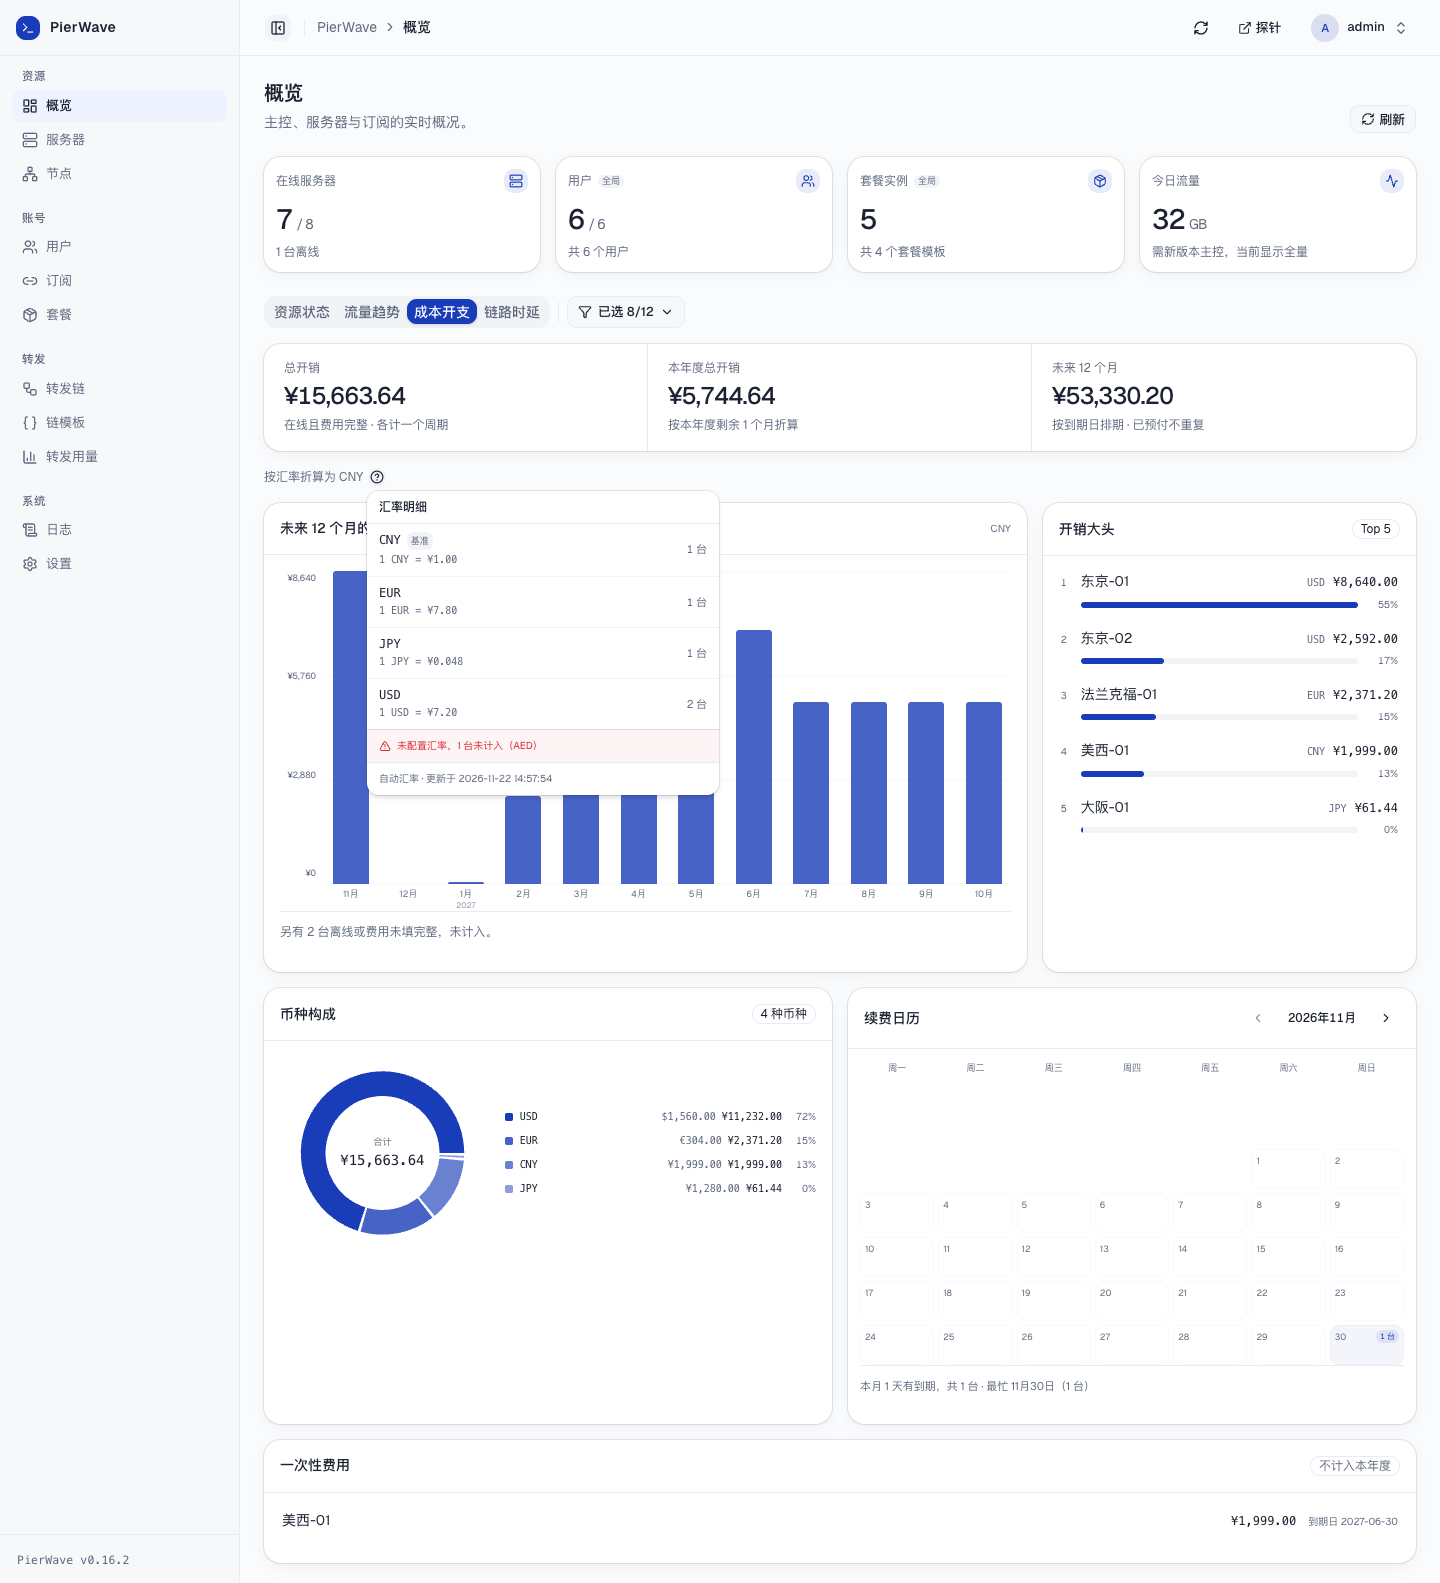 PierWave
PierWave > 概览
探针
A
admin
资源
概览
服务器
节点
账号
用户
订阅
套餐
转发
转发链
链模板
转发用量
系统
日志
设置
PierWave v0.16.2
概览
主控、服务器与订阅的实时概况。
刷新
在线服务器
7 / 8
1 台离线
用户 全局
6 / 6
共 6 个用户
套餐实例 全局
5
共 4 个套餐模板
今日流量
32 GB
需新版本主控，当前显示全量
资源状态 流量趋势 成本开支 链路时延
已选 8/12
总开销
¥15,663.64
在线且费用完整 · 各计一个周期
本年度总开销
¥5,744.64
按本年度剩余 1 个月折算
未来 12 个月
¥53,330.20
按到期日排期 · 已预付不重复
按汇率折算为 CNY
未来 12 个月的
CNY
汇率明细
CNY 基准
1 CNY = ¥1.00
1 台
EUR
1 EUR = ¥7.80
1 台
JPY
1 JPY = ¥0.048
1 台
USD
1 USD = ¥7.20
2 台
未配置汇率，1 台未计入（AED）
自动汇率 · 更新于 2026-11-22 14:57:54
¥8,640
¥5,760
¥2,880
¥0
11月 12月 1月 2月 3月 4月 5月 6月 7月 8月 9月 10月
2027
另有 2 台离线或费用未填完整，未计入。
开销大头
Top 5
1 东京-01 USD ¥8,640.00
55%
2 东京-02 USD ¥2,592.00
17%
3 法兰克福-01 EUR ¥2,371.20
15%
4 美西-01 CNY ¥1,999.00
13%
5 大阪-01 JPY ¥61.44
0%
币种构成
4 种币种
合计
¥15,663.64
USD $1,560.00 ¥11,232.00 72%
EUR €304.00 ¥2,371.20 15%
CNY ¥1,999.00 ¥1,999.00 13%
JPY ¥1,280.00 ¥61.44 0%
续费日历
2026年11月
周一 周二 周三 周四 周五 周六 周日
1 2
3 4 5 6 7 8 9
10 11 12 13 14 15 16
17 18 19 20 21 22 23
24 25 26 27 28 29 30 1 台
本月 1 天有到期，共 1 台 · 最忙 11月30日（1 台）
一次性费用
不计入本年度
美西-01
¥1,999.00 到期日 2027-06-30